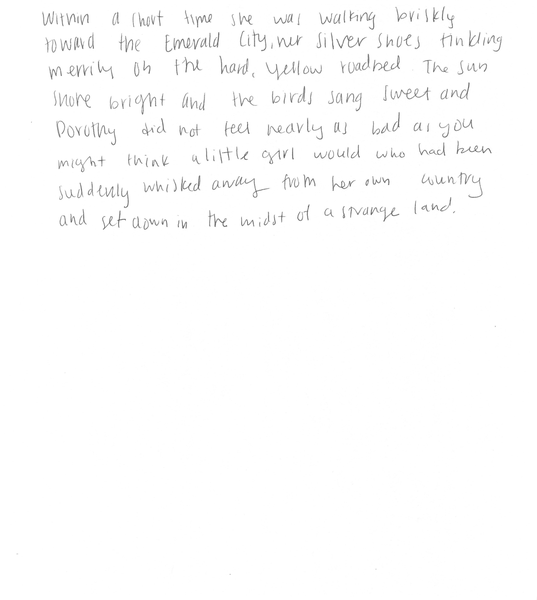 Within a short time she was walking briskly
toward the Emerald City, her Silver Shoes tinkling
merrily on the hard, yellow roadbed. The sun
shone bright and the birds sang sweet and
Dorothy did not feel nearly as bad as you
might think a little girl would who had been
suddenly whisked away from her own country
and set down in the midst of a strange land.